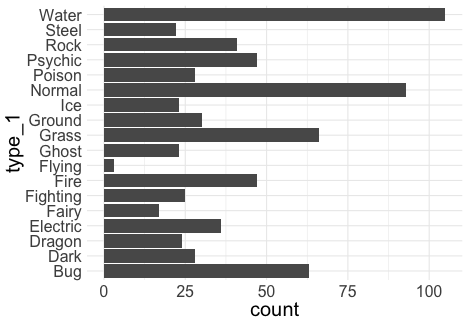 type_1
Water
Steel
Rock
Psychic
Poison
Normal
Ice
Ground
Grass
Ghost
Flying
Fire
Fighting
Fairy
Electric
Dragon
Dark
Bug
0 25 50 75 100
count